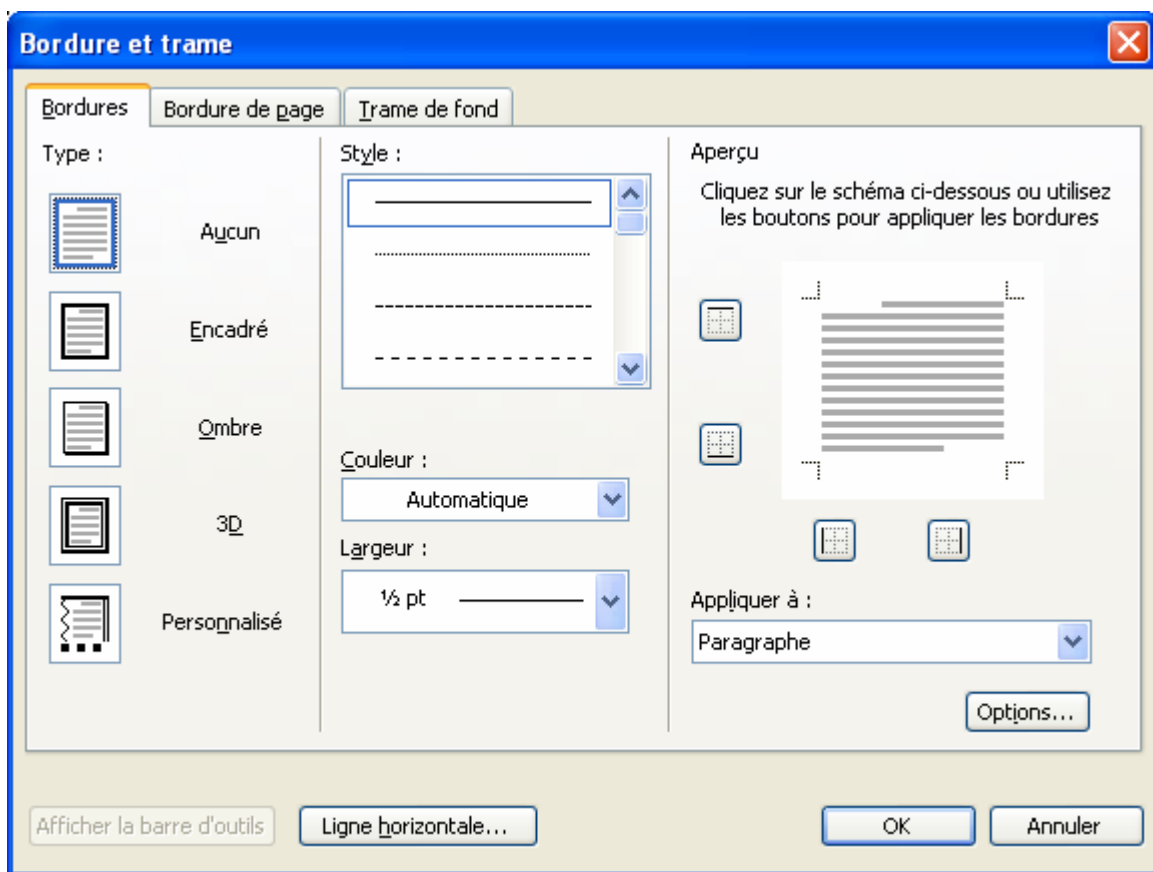 Bordure et trame
Bordures
Bordure de page
Trame de fond
Type :
Aucun
Encadré
Ombre
3D
Personnalisé
Style :
Couleur :
Automatique
Largeur :
½ pt
Aperçu
Cliquez sur le schéma ci-dessous ou utilisez
les boutons pour appliquer les bordures
Appliquer à :
Paragraphe
Options...
Afficher la barre d'outils
Ligne horizontale...
OK
Annuler